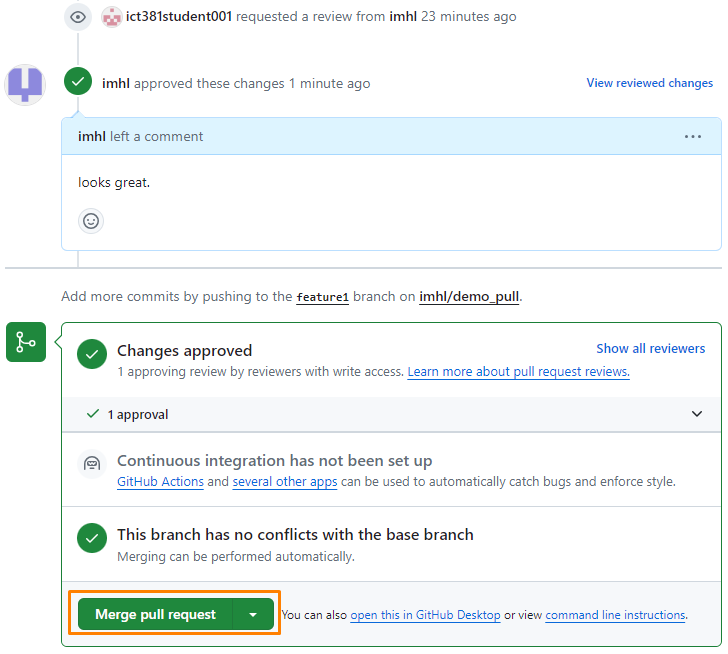 ict381student001 requested a review from imhl 23 minutes ago
imhl approved these changes 1 minute ago
View reviewed changes
imhl left a comment
looks great.
Add more commits by pushing to the feature1 branch on imhl/demo_pull.
Changes approved
Show all reviewers
1 approving review by reviewers with write access. Learn more about pull request reviews.
1 approval
Continuous integration has not been set up
GitHub Actions and several other apps can be used to automatically catch bugs and enforce style.
This branch has no conflicts with the base branch
Merging can be performed automatically.
Merge pull request
You can also open this in GitHub Desktop or view command line instructions.